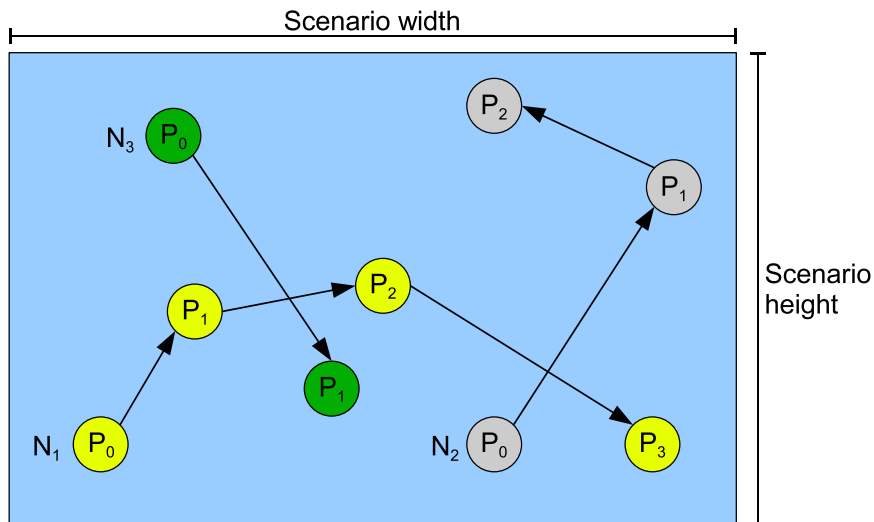 Scenario width
P2
N3 P0
P1
Scenario
height
P2
P1
P1
N1 P0
N2 P0
P3